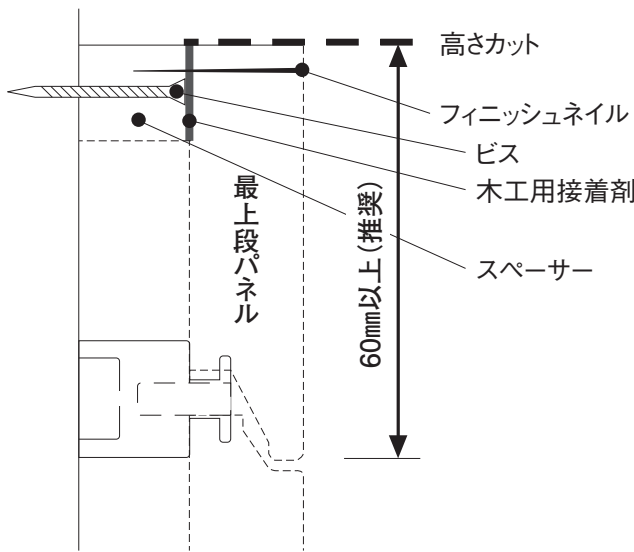 高さカット
フィニッシュネイル
ビス
木工用接着剤
スペーサー
最上段パネル
60㎜以上(推奨)